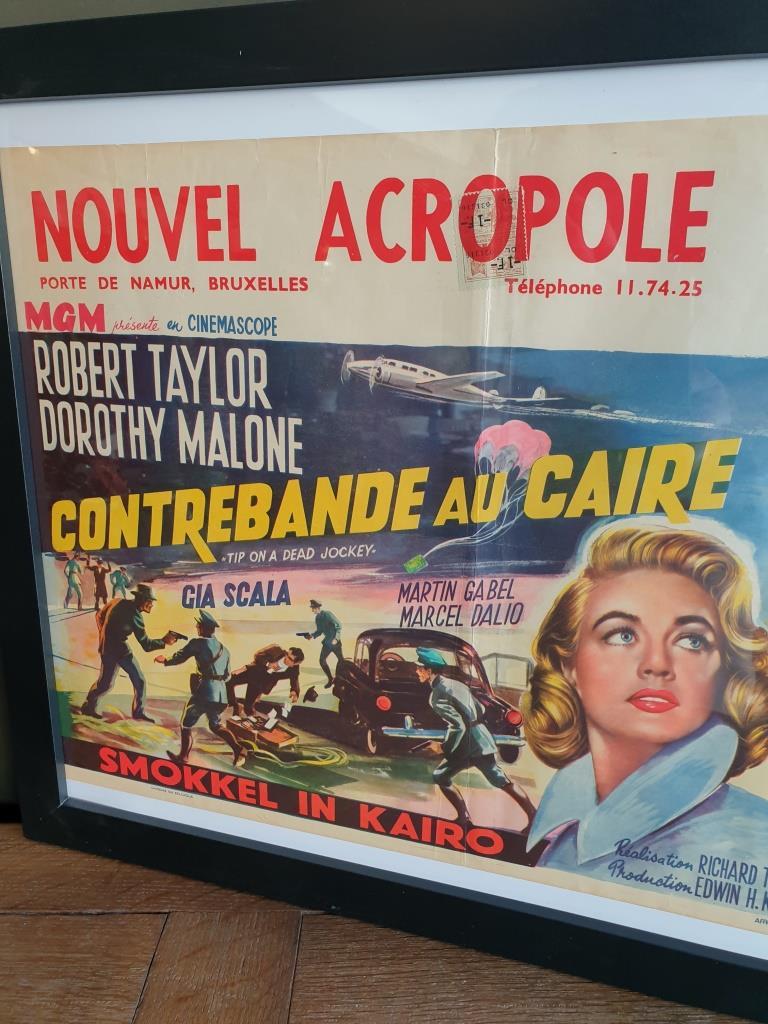 NOUVEL ACROPOLE
PORTE DE NAMUR, BRUXELLES
Téléphone 11.74.25
MGM présente en CINEMASCOPE
ROBERT TAYLOR
DOROTHY MALONE
CONTREBANDE AU CAIRE
"TIP ON A DEAD JOCKEY"
GIA SCALA
MARTIN GABEL
MARCEL DALIO
SMOKKEL IN KAIRO
Réalisation RICHARD T
Production EDWIN H. K